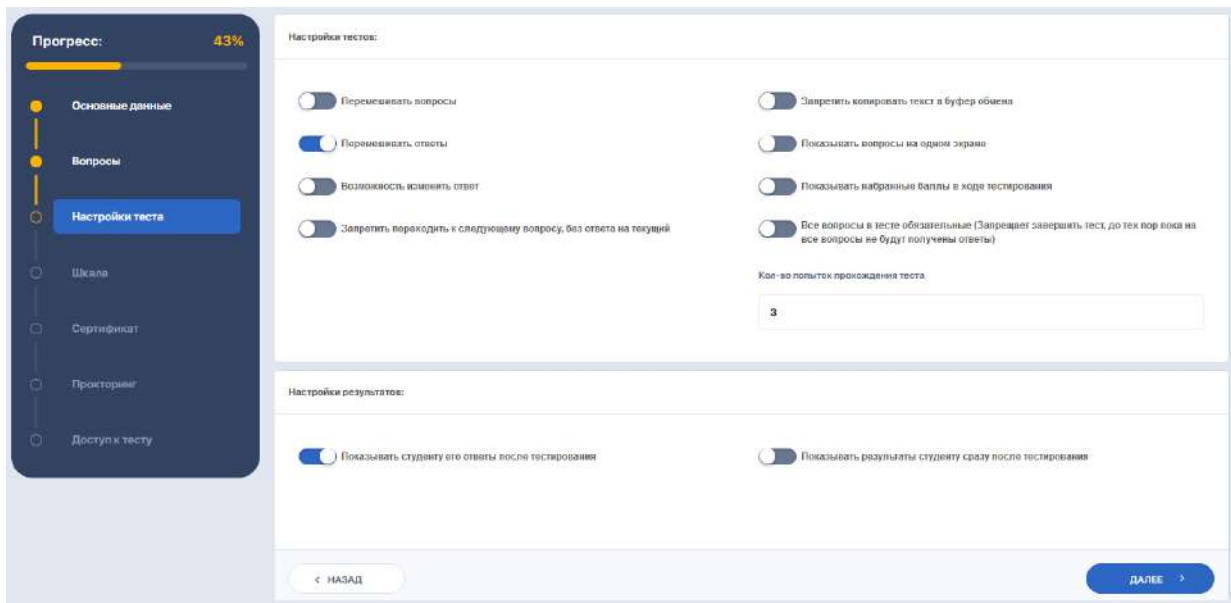 Прогресс: 43%
Основные данные
Вопросы
Настройки теста
Шкала
Сертификат
Прокторинг
Доступ к тесту
Настройки тестов:
Перемешивать вопросы
Перемешивать ответы
Возможность изменить ответ
Запретить переходить к следующему вопросу, без ответа на текущий
Запретить копировать текст в буфер обмена
Показывать вопросы на одном экране
Показывать набранные баллы в ходе тестирования
Все вопросы в тесте обязательные (Запрещает завершить тест, до тех пор пока на
все вопросы не будут получены ответы)
Кол-во попыток прохождения теста
3
Настройки результатов:
Показывать студенту его ответы после тестирования
Показывать результаты студенту сразу после тестирования
НАЗАД
ДАЛЕЕ